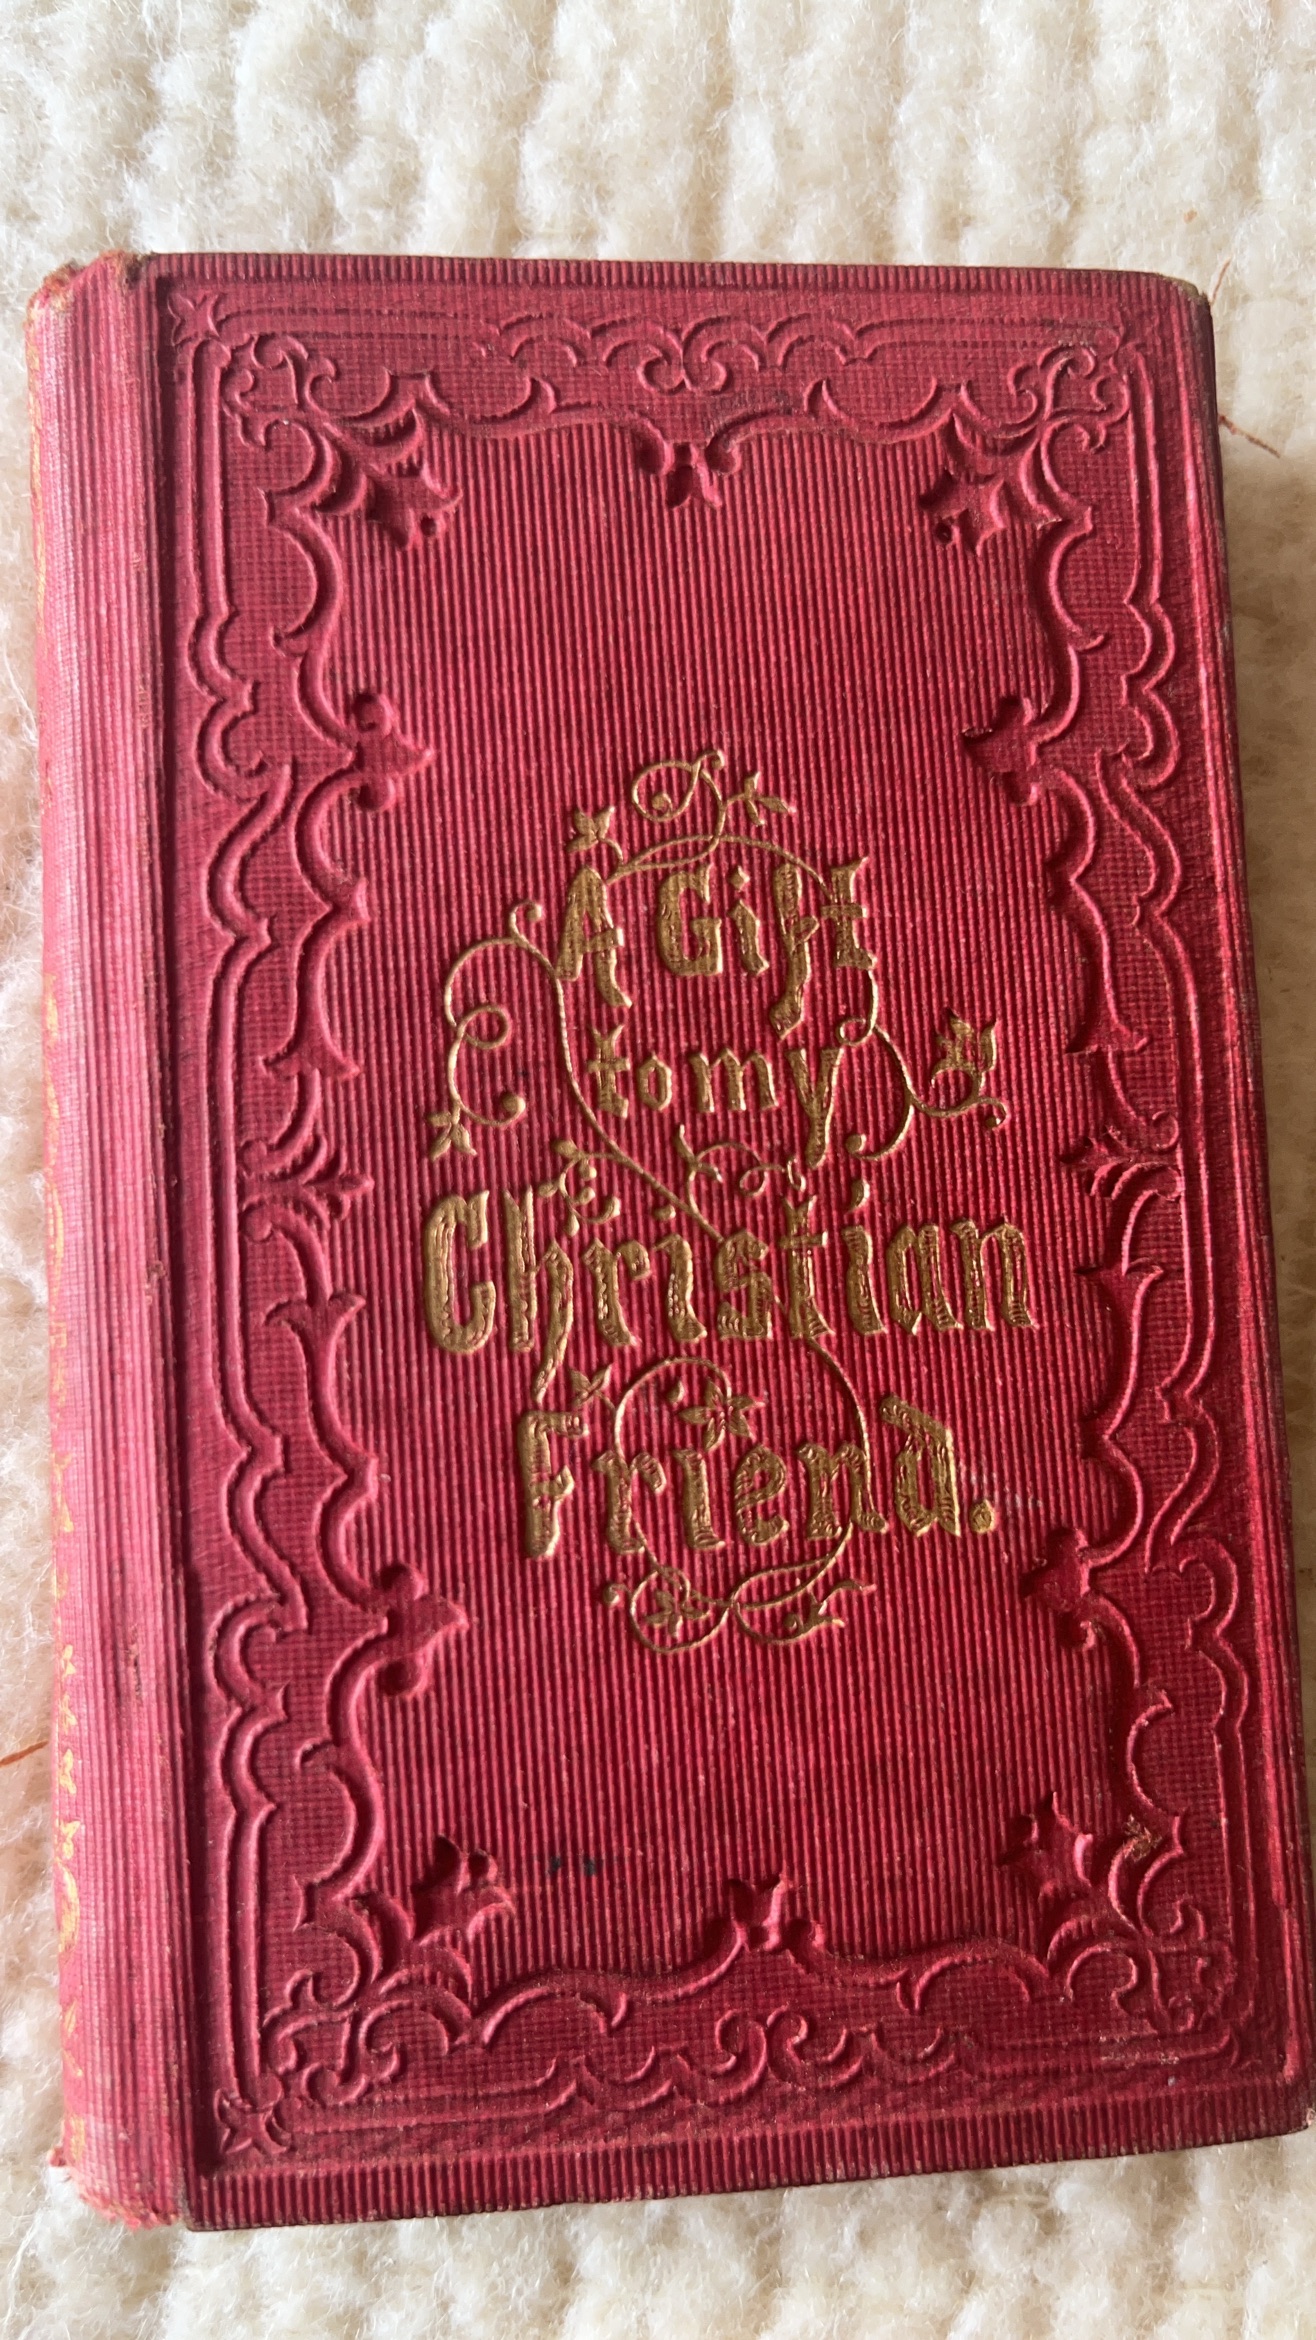 A Gift
to my
Christian
Friend.